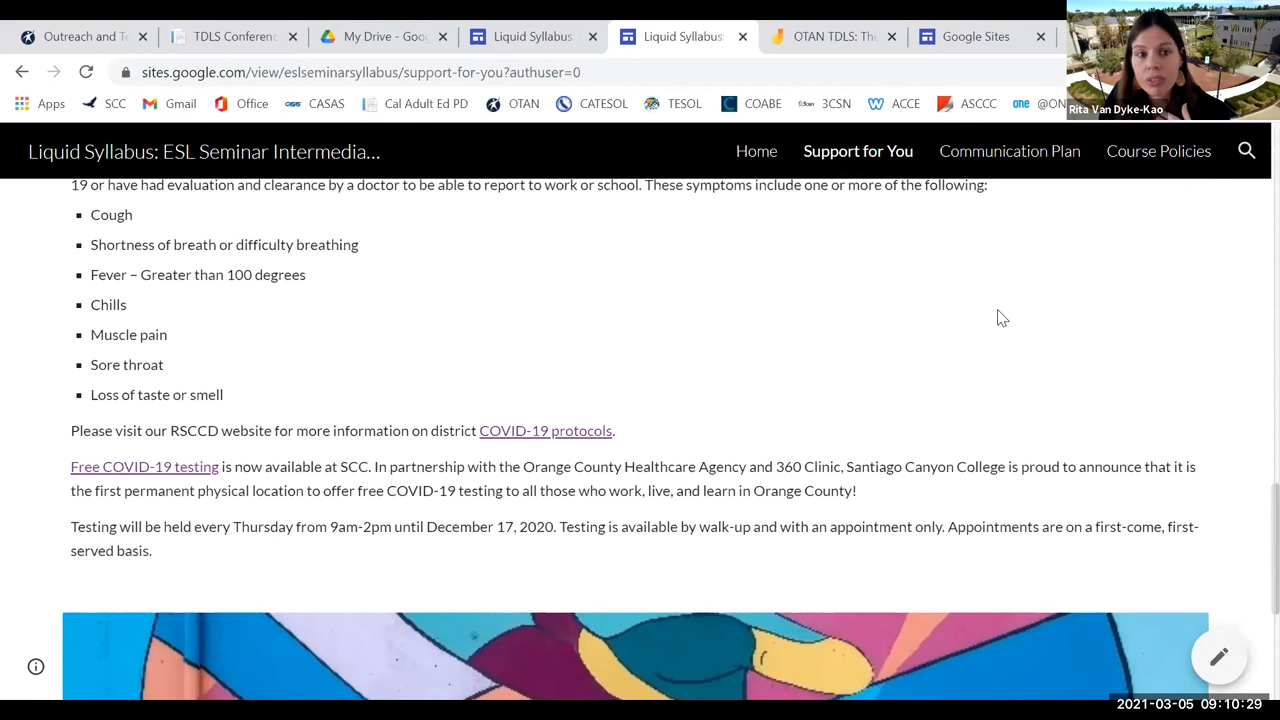 Outreach and Te
TDLS Conferen
My Drive - Goo
Liquid Syllabus:
Liquid Syllabus:
OTAN TDLS: The
Google Sites
sites.google.com/view/eslseminarsyllabus/support-for-you?authuser=0
Apps SCC Gmail Office CASAS Cal Adult Ed PD OTAN CATESOL TESOL COABE 3CSN ACCE ASCCC one @ON
Rita Van Dyke-Kao
Liquid Syllabus: ESL Seminar Intermedia...
Home Support for You Communication Plan Course Policies
19 or have had evaluation and clearance by a doctor to be able to report to work or school. These symptoms include one or more of the following:
Cough
Shortness of breath or difficulty breathing
Fever – Greater than 100 degrees
Chills
Muscle pain
Sore throat
Loss of taste or smell
Please visit our RSCCD website for more information on district COVID-19 protocols.
Free COVID-19 testing is now available at SCC. In partnership with the Orange County Healthcare Agency and 360 Clinic, Santiago Canyon College is proud to announce that it is
the first permanent physical location to offer free COVID-19 testing to all those who work, live, and learn in Orange County!
Testing will be held every Thursday from 9am-2pm until December 17, 2020. Testing is available by walk-up and with an appointment only. Appointments are on a first-come, first-
served basis.
2021-03-05 09:10:29